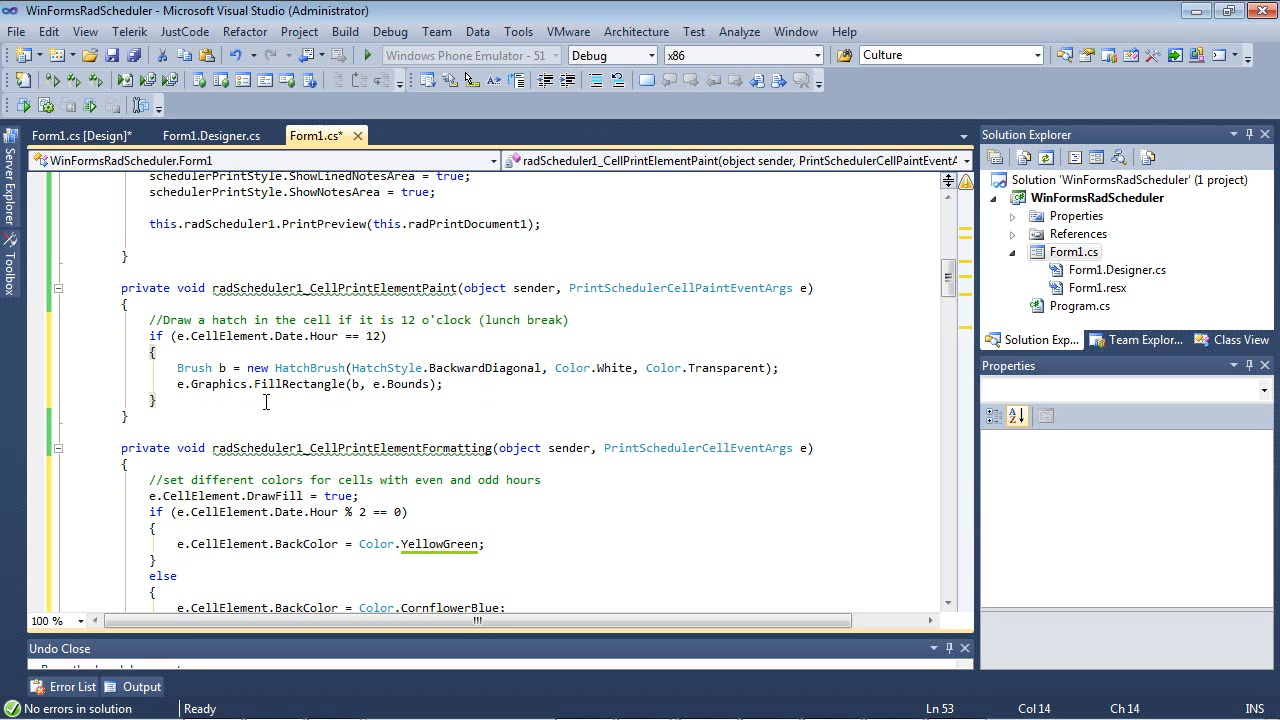 WinFormsRadScheduler - Microsoft Visual Studio (Administrator)
File Edit View Telerik JustCode Refactor Project Build Debug Team Data Tools VMware Architecture Test Analyze Window Help
Windows Phone Emulator - 51 Debug x86 Culture
Form1.cs [Design]* Form1.Designer.cs Form1.cs*
WinFormsRadScheduler.Form1 radScheduler1_CellPrintElementPaint(object sender, PrintSchedulerCellPaintEventA
Server Explorer
Toolbox
schedulerPrintStyle.ShowLinedNotesArea = true;
schedulerPrintStyle.ShowNotesArea = true;
this.radScheduler1.PrintPreview(this.radPrintDocument1);
}
private void radScheduler1_CellPrintElementPaint(object sender, PrintSchedulerCellPaintEventArgs e)
{
//Draw a hatch in the cell if it is 12 o'clock (lunch break)
if (e.CellElement.Date.Hour == 12)
{
Brush b = new HatchBrush(HatchStyle.BackwardDiagonal, Color.White, Color.Transparent);
e.Graphics.FillRectangle(b, e.Bounds);
}
}
private void radScheduler1_CellPrintElementFormatting(object sender, PrintSchedulerCellEventArgs e)
{
//set different colors for cells with even and odd hours
e.CellElement.DrawFill = true;
if (e.CellElement.Date.Hour % 2 == 0)
{
e.CellElement.BackColor = Color.YellowGreen;
}
else
{
e.CellElement.BackColor = Color.CornflowerBlue;
100 %
Solution Explorer
Solution 'WinFormsRadScheduler' (1 project)
WinFormsRadScheduler
Properties
References
Form1.cs
Form1.Designer.cs
Form1.resx
Program.cs
Solution Exp... Team Explor... Class View
Properties
Undo Close
Error List Output
No errors in solution Ready Ln 53 Col 14 Ch 14 INS